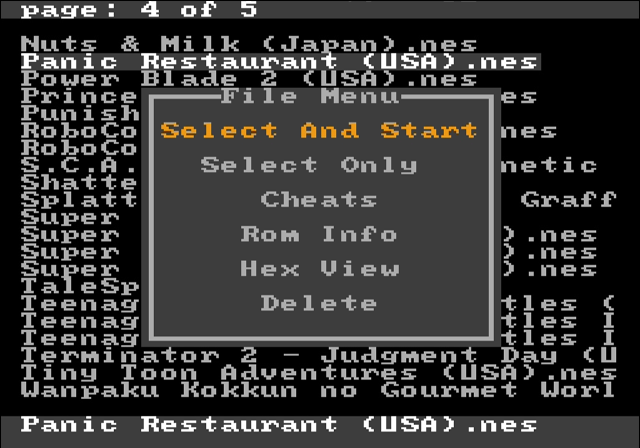 page: 4 of 5
Nuts & Milk (Japan).nes
Panic Restaurant (USA).nes
Power Blade 2 (USA).nes
Prince es
File Menu
Punish
Select And Start
RoboCo nes
RoboCo
Select Only
S.C.A. netic
Shatte
Cheats
Splatt Graff
Super
Rom Info
Super ).nes
Super ).nes
Hex View
Super ).nes
TaleSp
Delete
Teenag tles (
Teenag tles I
Teenag tles I
Terminator 2 - Judgment Day (U
Tiny Toon Adventures (USA).nes
Wanpaku Kokkun no Gourmet Worl
Panic Restaurant (USA).nes